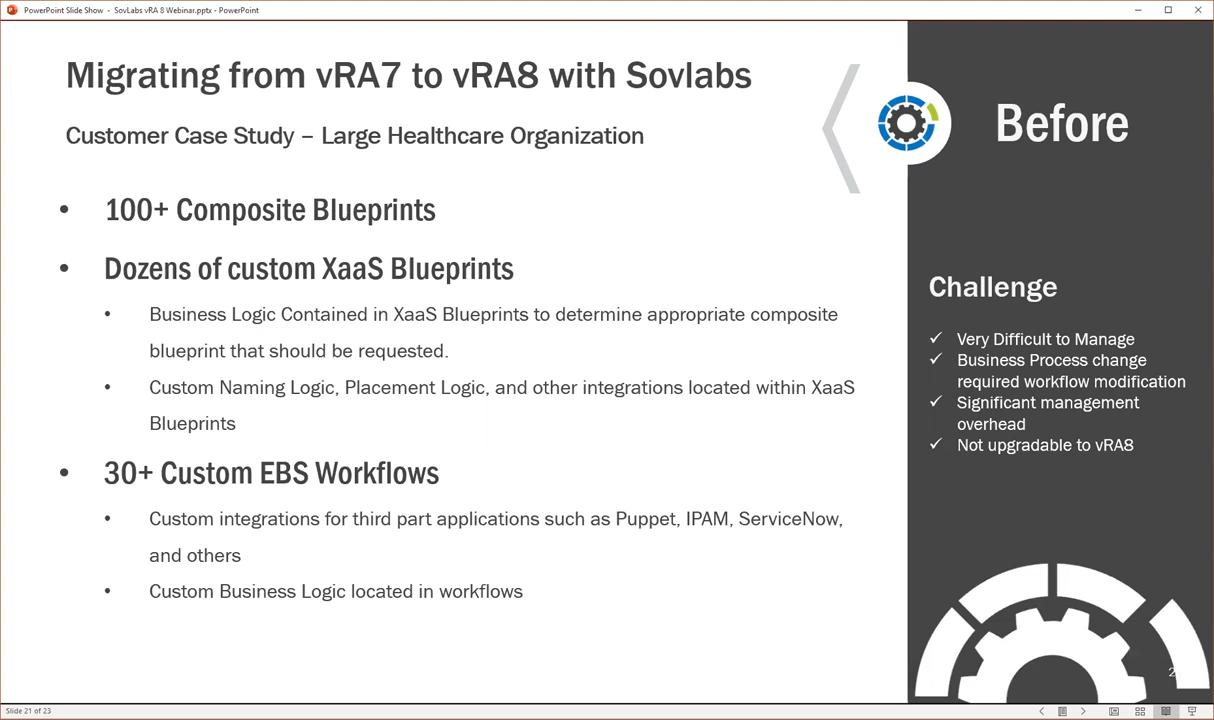 PowerPoint Slide Show - SovLabs vRA 8 Webinar.pptx - PowerPoint
Migrating from vRA7 to vRA8 with Sovlabs
Customer Case Study – Large Healthcare Organization
• 100+ Composite Blueprints
• Dozens of custom XaaS Blueprints
• Business Logic Contained in XaaS Blueprints to determine appropriate composite
blueprint that should be requested.
• Custom Naming Logic, Placement Logic, and other integrations located within XaaS
Blueprints
• 30+ Custom EBS Workflows
• Custom integrations for third part applications such as Puppet, IPAM, ServiceNow,
and others
• Custom Business Logic located in workflows
Before
Challenge
✓ Very Difficult to Manage
✓ Business Process change
required workflow modification
✓ Significant management
overhead
✓ Not upgradable to vRA8
Slide 21 of 23